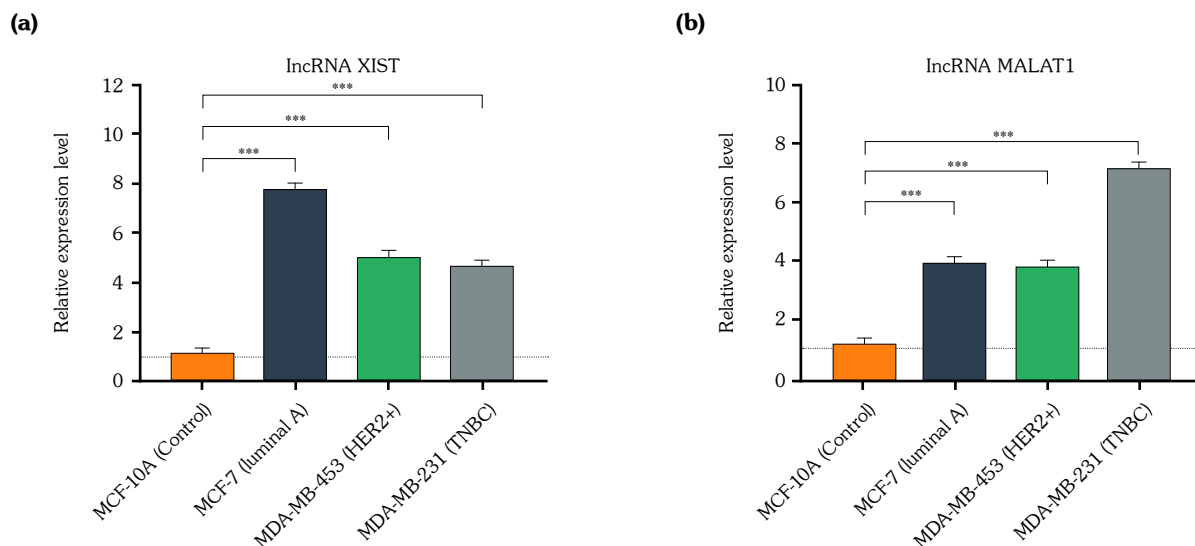 (a)
lncRNA XIST
Relative expression level
12
10
8
6
4
2
0
***
***
***
MCF-10A (Control)
MCF-7 (luminal A)
MDA-MB-453 (HER2+)
MDA-MB-231 (TNBC)
(b)
lncRNA MALAT1
Relative expression level
10
8
6
4
2
0
***
***
***
MCF-10A (Control)
MCF-7 (luminal A)
MDA-MB-453 (HER2+)
MDA-MB-231 (TNBC)